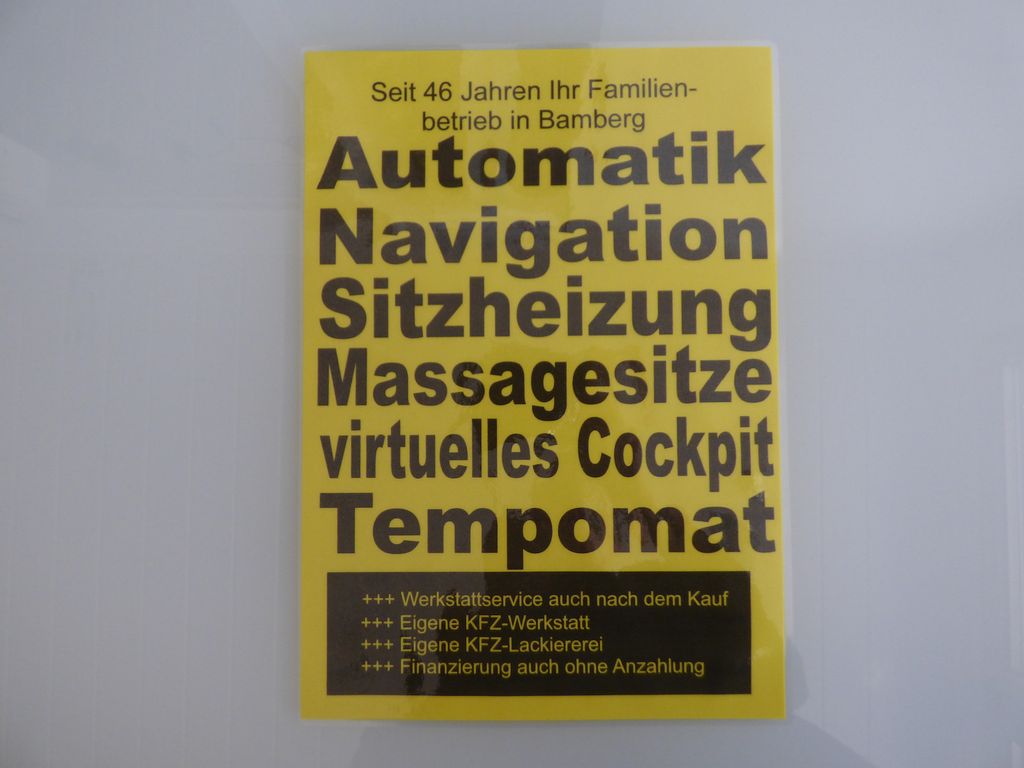 Seit 46 Jahren Ihr Familien-
betrieb in Bamberg
Automatik
Navigation
Sitzheizung
Massagesitze
virtuelles Cockpit
Tempomat
+++ Werkstattservice auch nach dem Kauf
+++ Eigene KFZ-Werkstatt
+++ Eigene KFZ-Lackiererei
+++ Finanzierung auch ohne Anzahlung